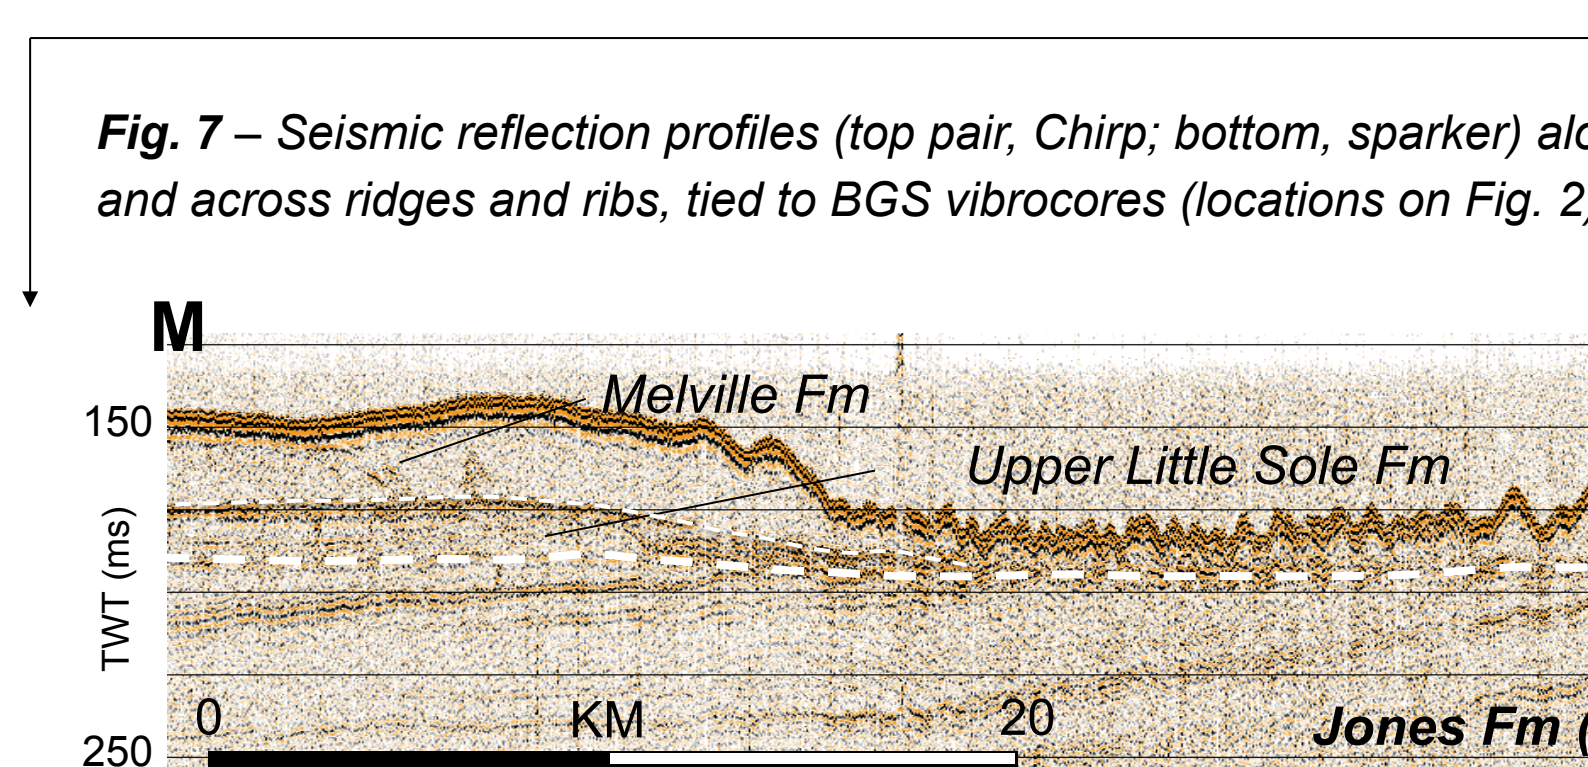 Fig. 7 – Seismic reflection profiles (top pair, Chirp; bottom, sparker)
and across ridges and ribs, tied to BGS vibrocores (locations on Fig. 2)
M
Melville Fm
150
Upper Little Sole Fm
TWT (ms)
0 KM 20
Jones Fm (
250